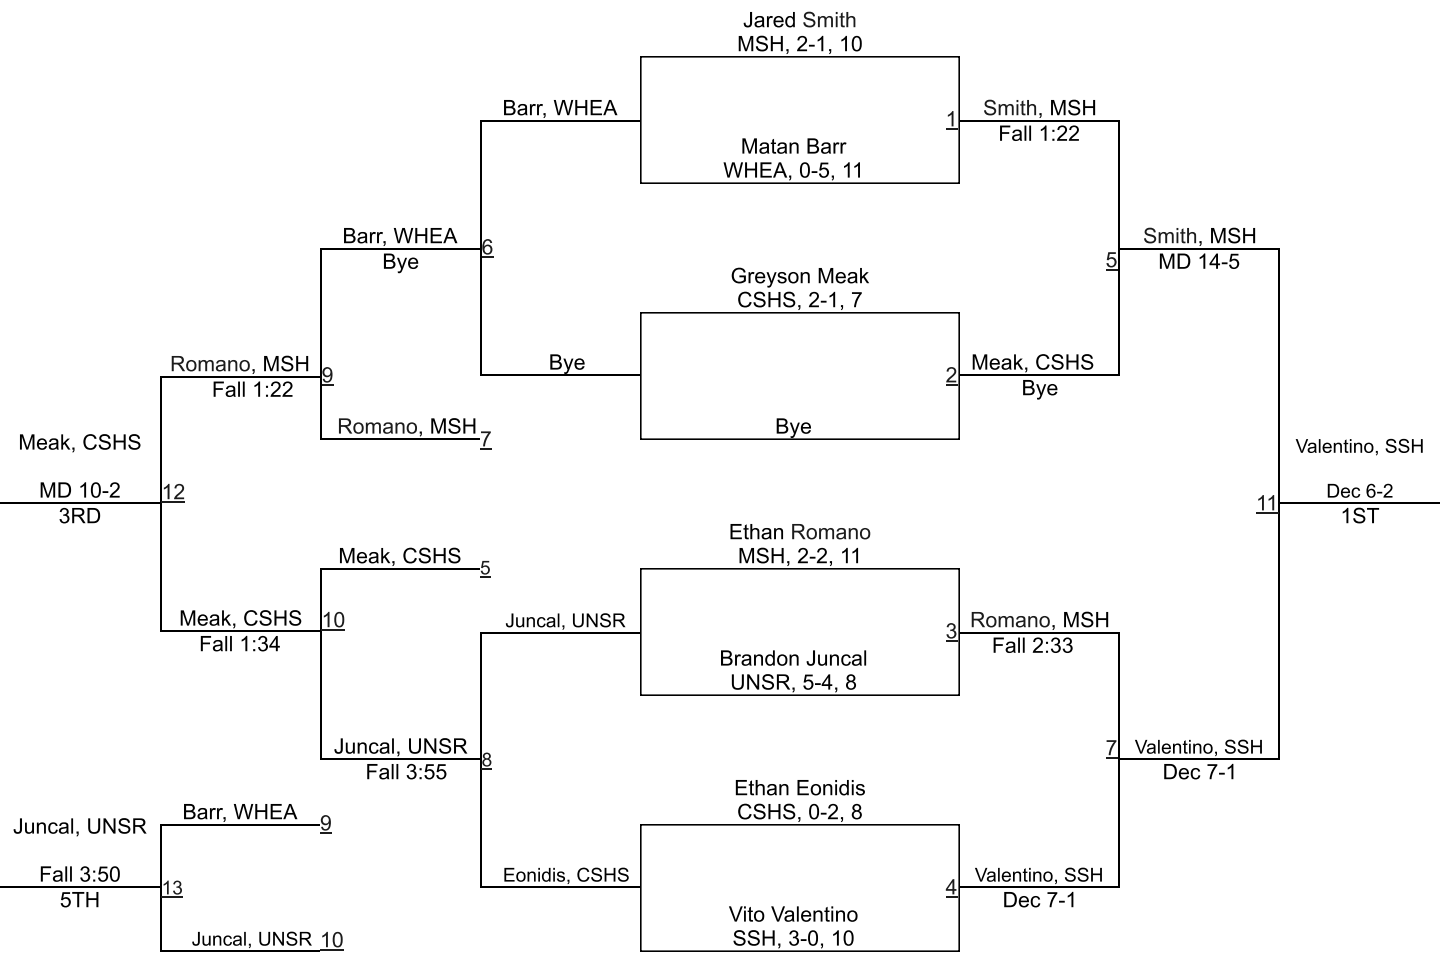 Jared Smith
MSH, 2-1, 10
Barr, WHEA
1
Smith, MSH
Fall 1:22
Matan Barr
WHEA, 0-5, 11
Barr, WHEA
Bye
6
Smith, MSH
MD 14-5
5
Greyson Meak
CSHS, 2-1, 7
Bye
2
Meak, CSHS
Bye
Bye
Romano, MSH
Fall 1:22
9
Romano, MSH
7
Meak, CSHS
MD 10-2
3RD
12
Valentino, SSH
Dec 6-2
1ST
11
Ethan Romano
MSH, 2-2, 11
Meak, CSHS
5
Meak, CSHS
Fall 1:34
10
Juncal, UNSR
3
Romano, MSH
Fall 2:33
Brandon Juncal
UNSR, 5-4, 8
Juncal, UNSR
Fall 3:55
8
7
Valentino, SSH
Dec 7-1
Ethan Eonidis
CSHS, 0-2, 8
Barr, WHEA
9
Juncal, UNSR
Fall 3:50
5TH
13
Eonidis, CSHS
4
Valentino, SSH
Dec 7-1
Vito Valentino
SSH, 3-0, 10
Juncal, UNSR
10